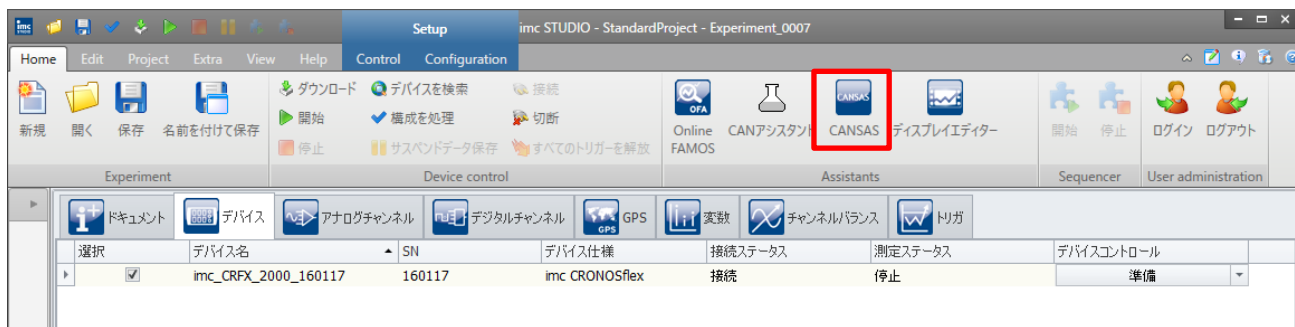 imc STUDIO - StandardProject - Experiment_0007
Setup
Home Edit Project Extra View Help Control Configuration
新規 開く 保存 名前を付けて保存
ダウンロード デバイスを検索 接続
開始 構成を処理 切断
停止 サスペンドデータ保存 すべてのトリガーを解放
OFA
Online FAMOS
CANアシスタント
CANSAS
CANSAS
ディスプレイエディター
開始 停止
ログイン ログアウト
Experiment Device control Assistants Sequencer User administration
ドキュメント デバイス アナログチャンネル デジタルチャンネル GPS GPS 変数 チャンネルバランス トリガ
選択 デバイス名 SN デバイス仕様 接続ステータス 測定ステータス デバイスコントロール
imc_CRFX_2000_160117 160117 imc CRONOSflex 接続 停止 準備